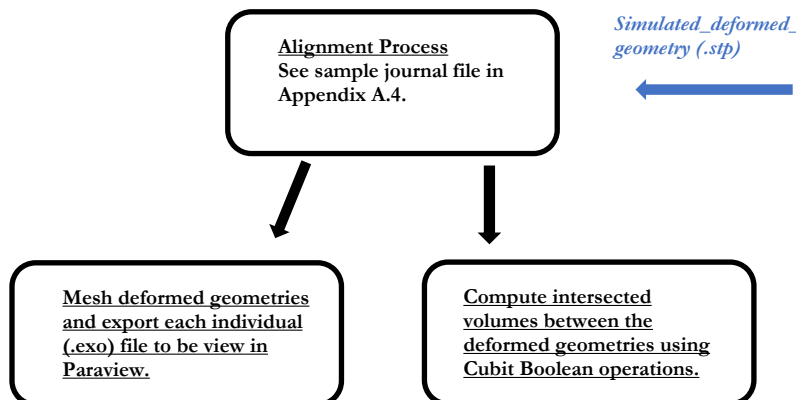 Alignment Process
See sample journal file in
Appendix A.4.
Simulated_deformed_
geometry (.stp)
Mesh deformed geometries
and export each individual
(.exo) file to be view in
Paraview.
Compute intersected
volumes between the
deformed geometries using
Cubit Boolean operations.